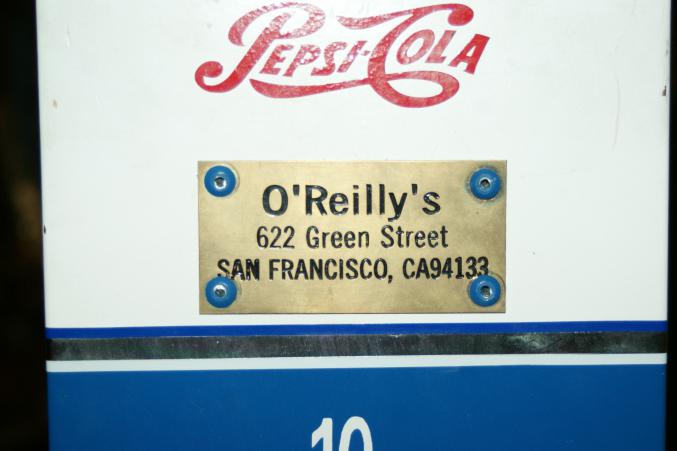 PEPSI-COLA
O'Reilly's
622 Green Street
SAN FRANCISCO, CA94133
10